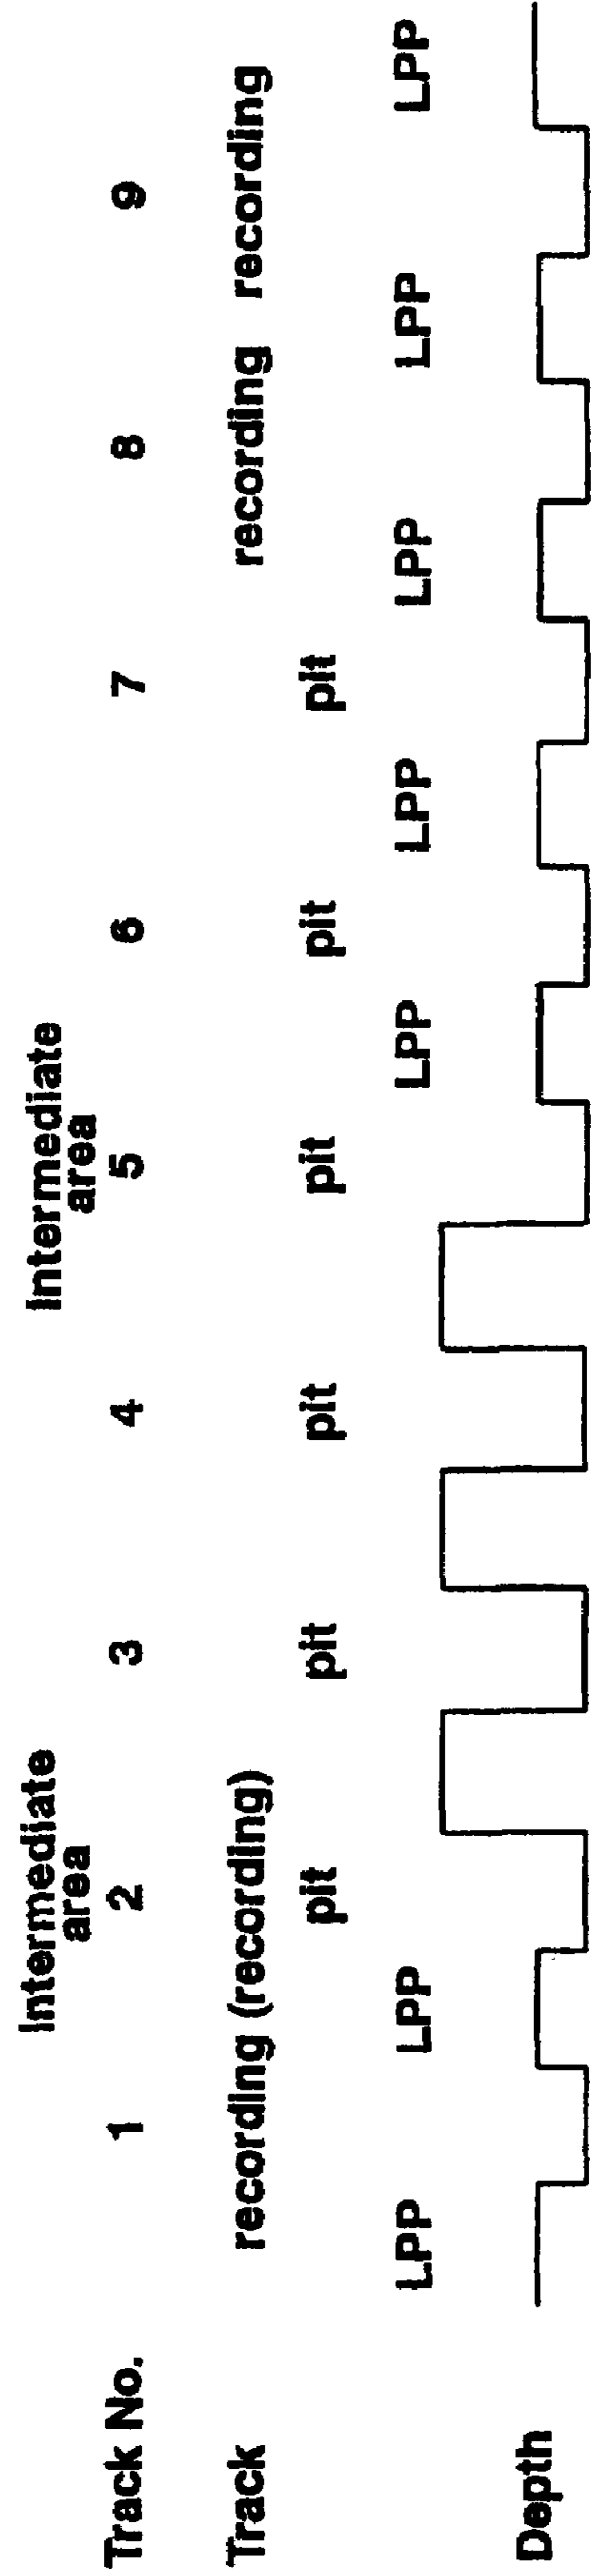 Intermediate area Intermediate area
Track No. 1 2 3 4 5 6 7 8 9
Track recording (recording) recording recording
pit pit pit pit pit pit
LPP LPP LPP LPP LPP LPP LPP
Depth